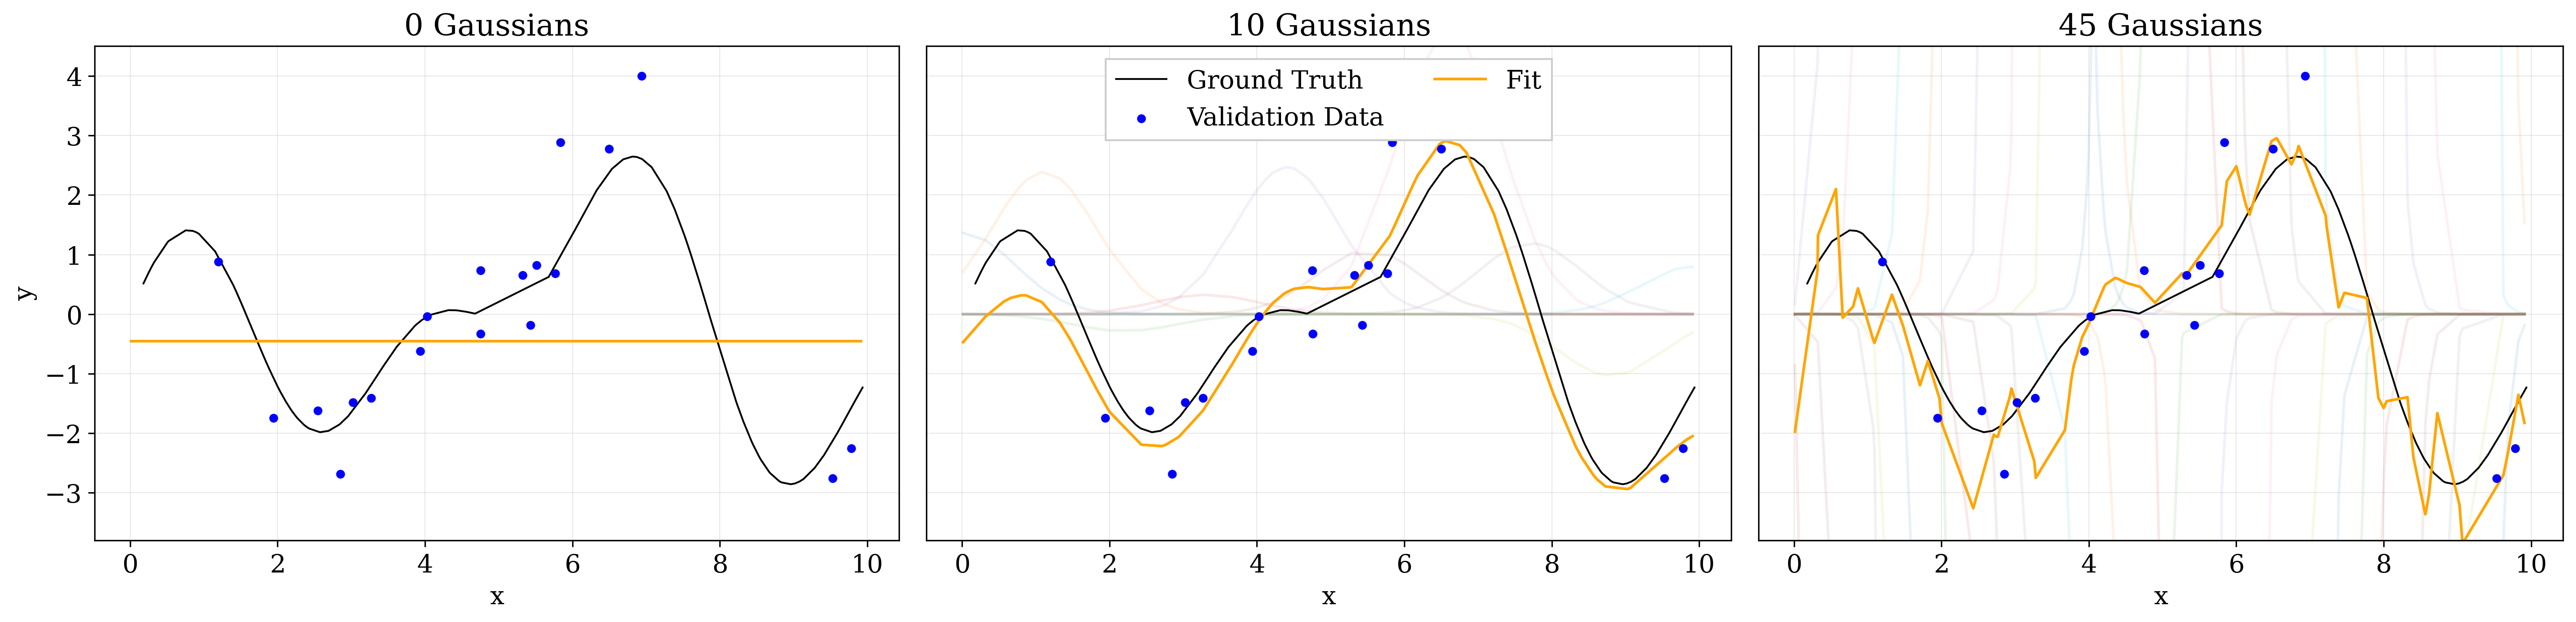 0 Gaussians
10 Gaussians
45 Gaussians
4
3
2
1
0
−1
−2
−3
y
Ground Truth
Fit
Validation Data
0 2 4 6 8 10
0 2 4 6 8 10
0 2 4 6 8 10
x
x
x